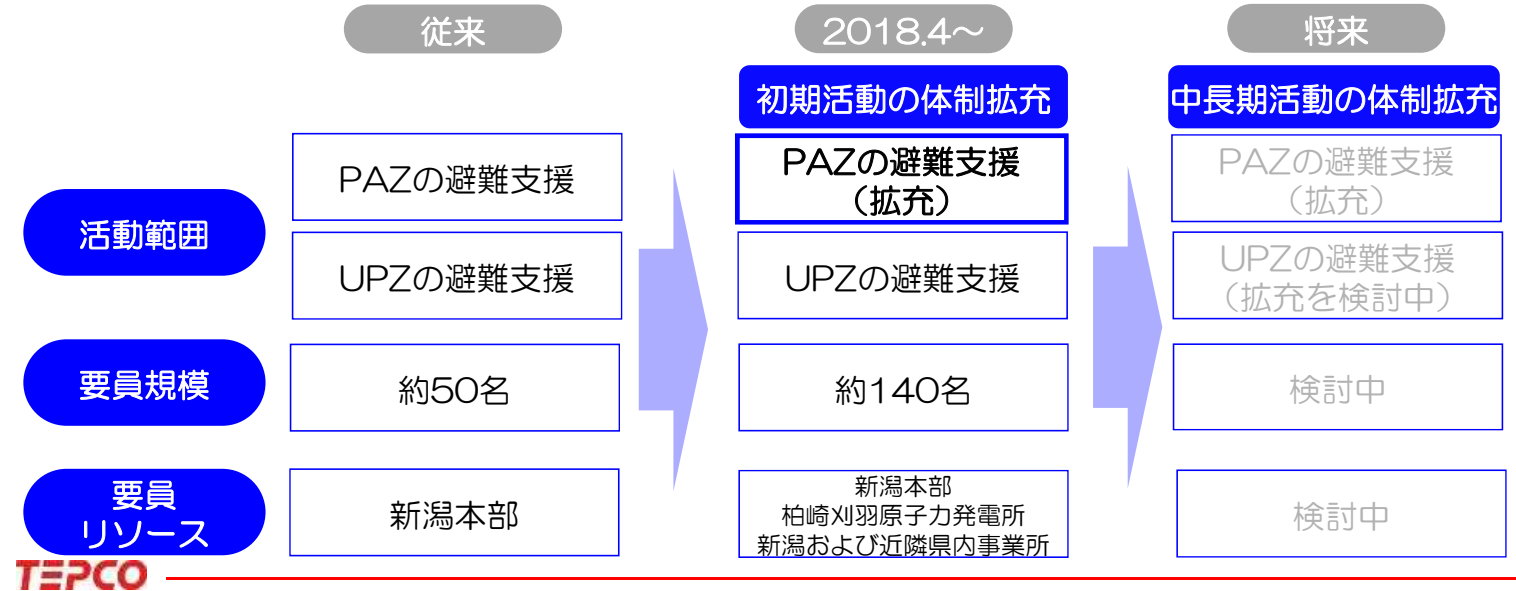 従来
2018.4～
将来
初期活動の体制拡充
中長期活動の体制拡充
活動範囲
PAZの避難支援
PAZの避難支援
（拡充）
PAZの避難支援
（拡充）
UPZの避難支援
UPZの避難支援
UPZの避難支援
（拡充を検討中）
要員規模
約50名
約140名
検討中
要員
リソース
新潟本部
新潟本部
柏崎刈羽原子力発電所
新潟および近隣県内事業所
検討中
TEPCO